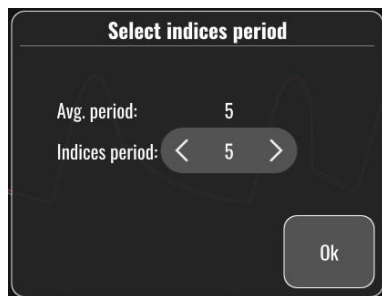 Select indices period
Avg. period: 5
Indices period: < 5 >
Ok